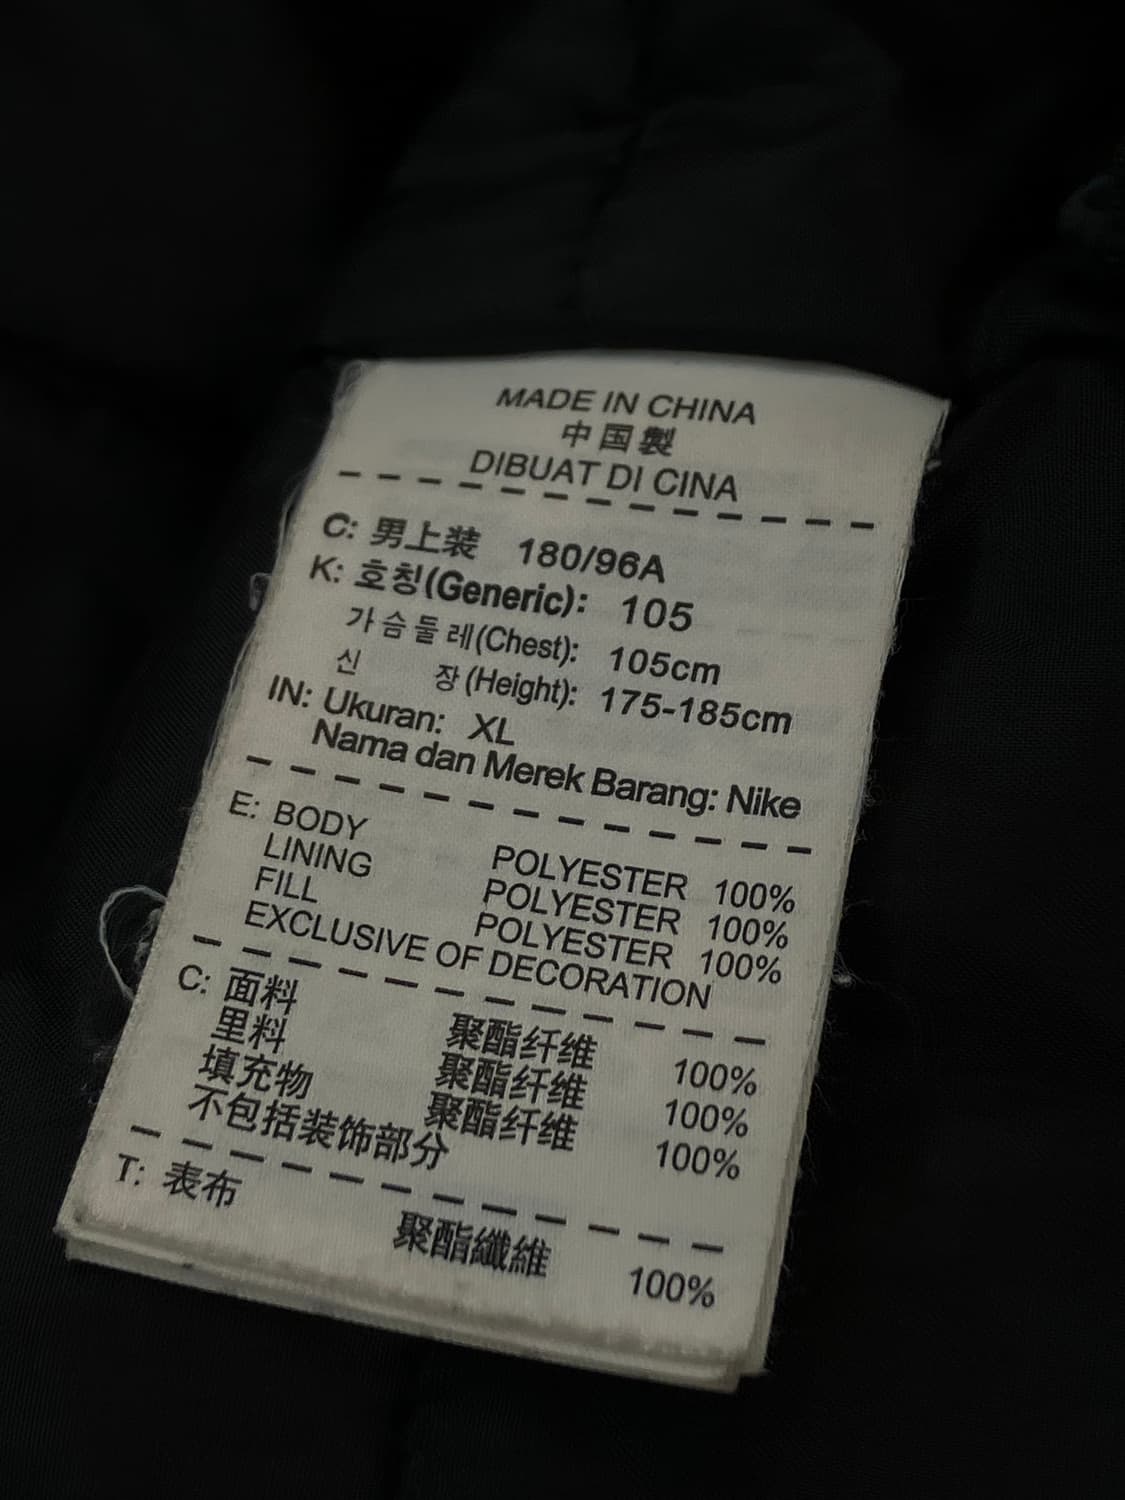 MADE IN CHINA
中国製
DIBUAT DI CINA
C: 男上装 180/96A
K: 호칭(Generic): 105
가슴둘레(Chest): 105cm
신 장(Height): 175-185cm
IN: Ukuran: XL
Nama dan Merek Barang: Nike
E: BODY POLYESTER 100%
LINING POLYESTER 100%
FILL POLYESTER 100%
EXCLUSIVE OF DECORATION
C: 面料 聚酯纤维 100%
里料 聚酯纤维 100%
填充物 聚酯纤维 100%
不包括装饰部分
T: 表布 聚酯纖維 100%